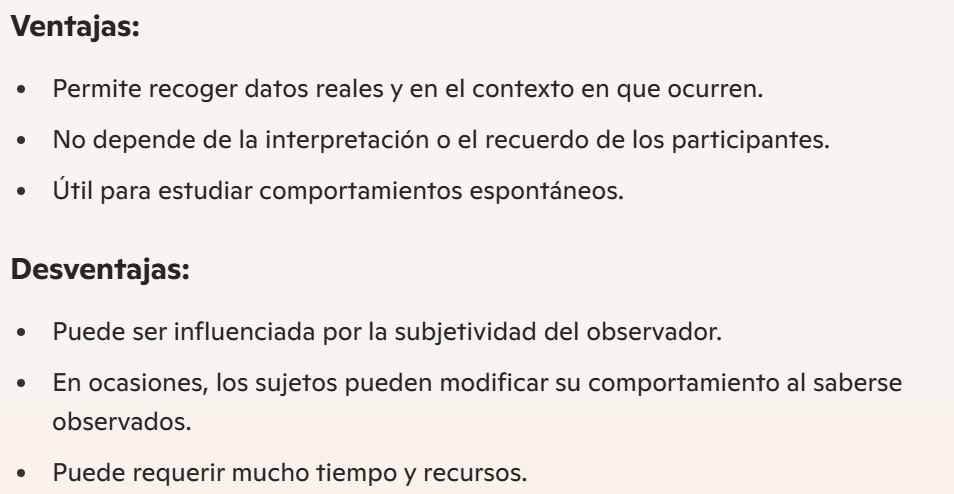 Ventajas:
• Permite recoger datos reales y en el contexto en que ocurren.
• No depende de la interpretación o el recuerdo de los participantes.
• Útil para estudiar comportamientos espontáneos.
Desventajas:
• Puede ser influenciada por la subjetividad del observador.
• En ocasiones, los sujetos pueden modificar su comportamiento al saberse
observados.
• Puede requerir mucho tiempo y recursos.